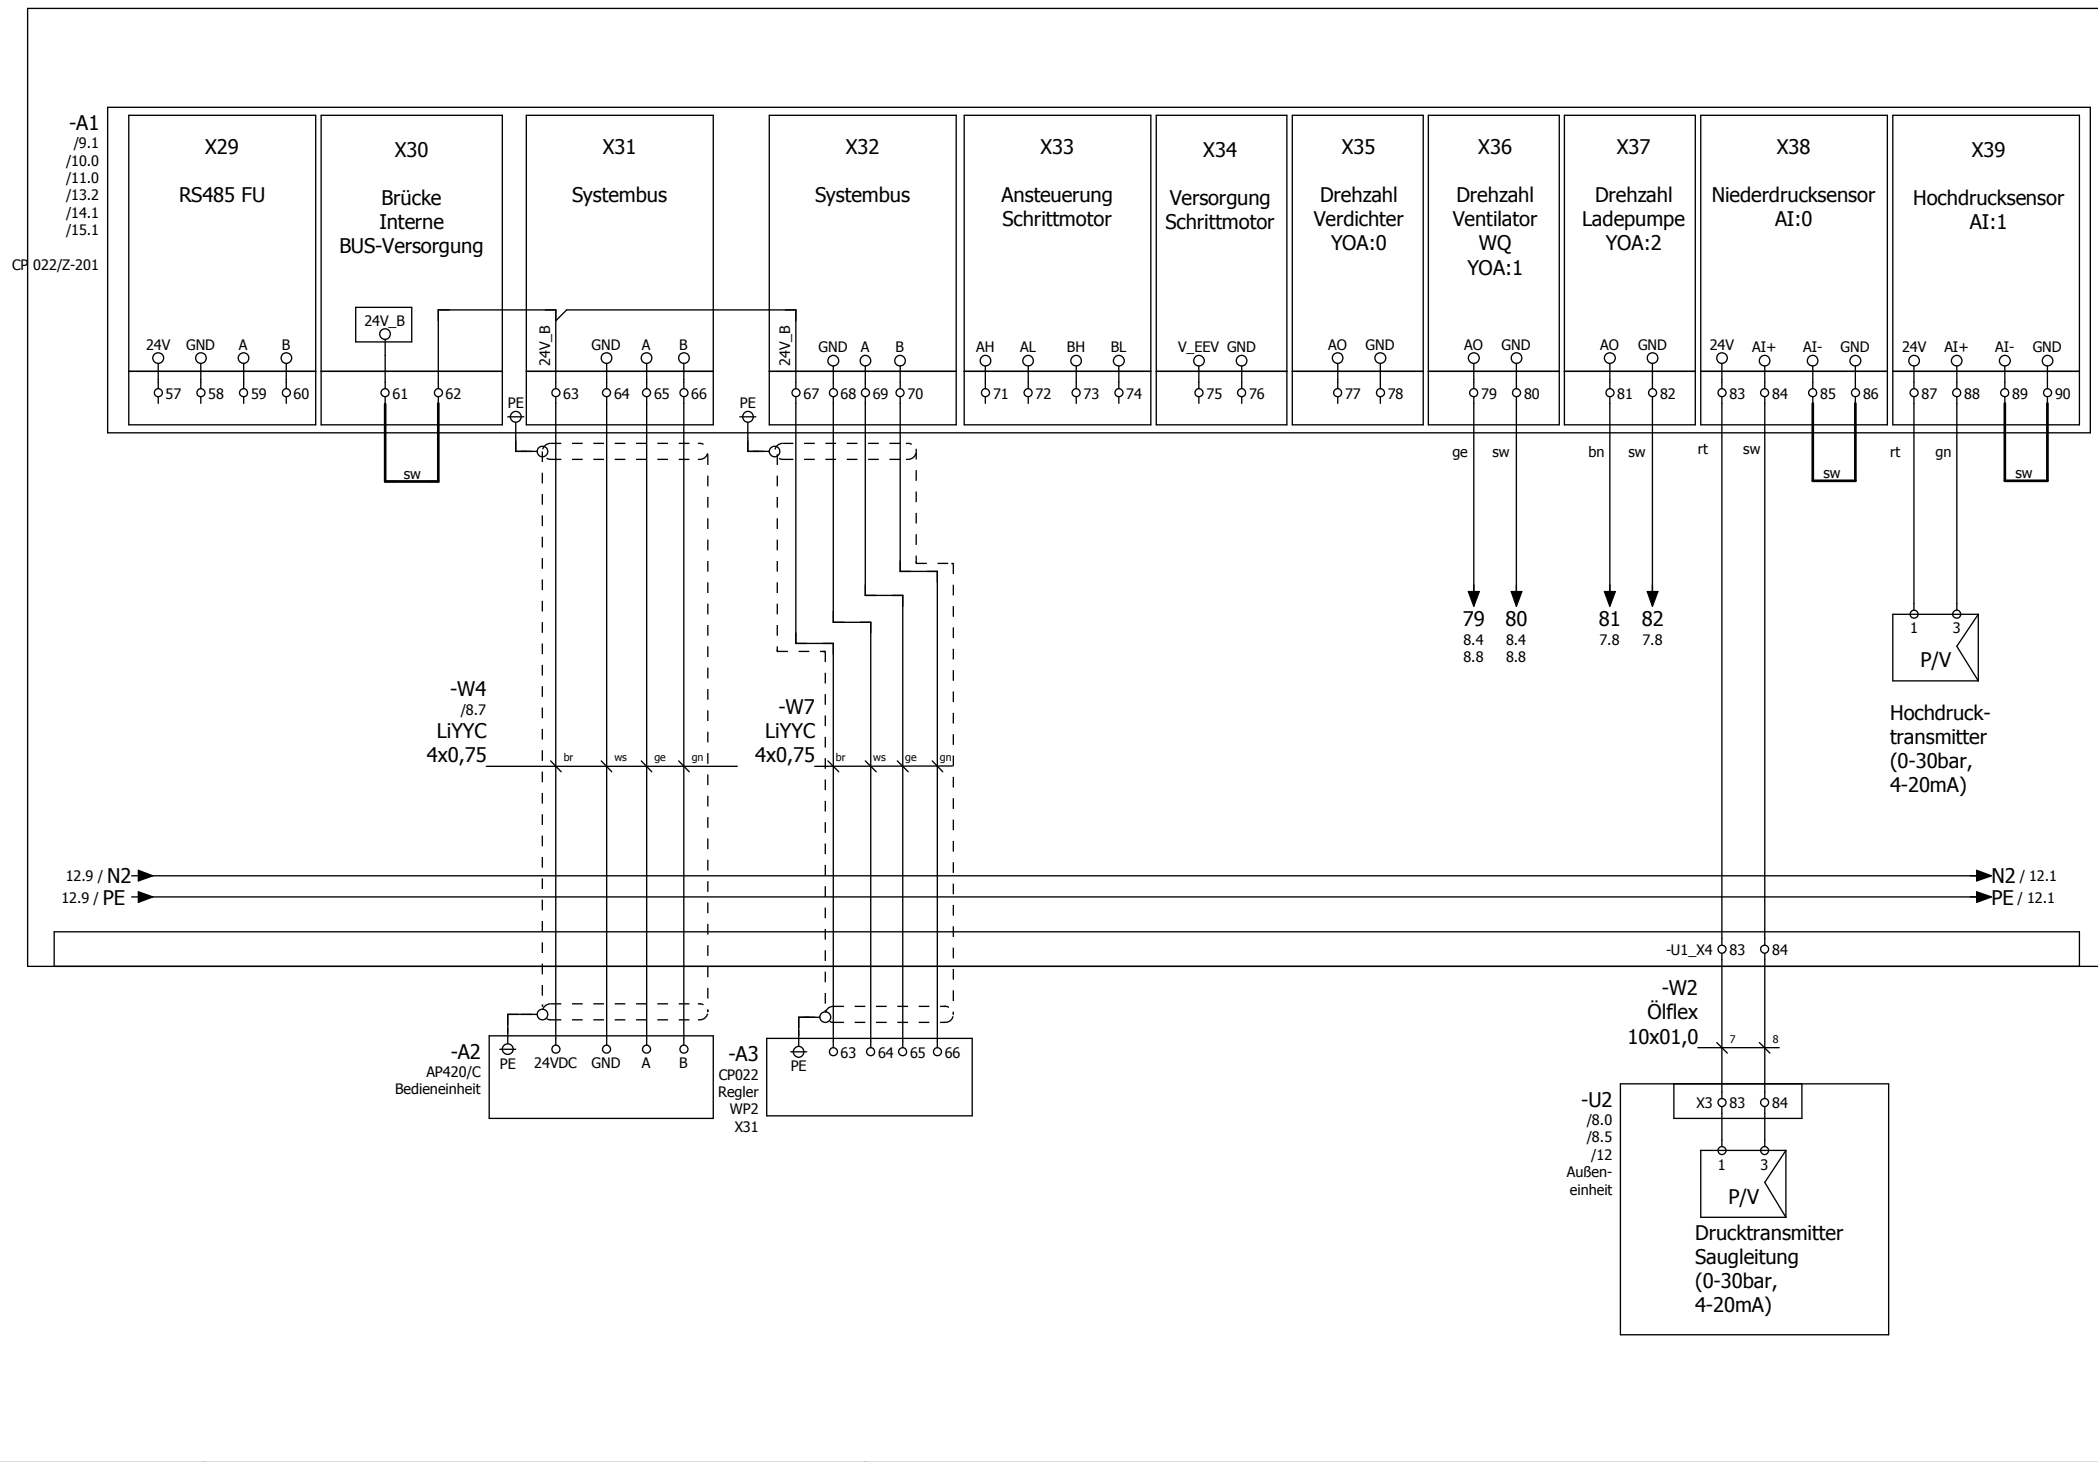 -A1
/9.1
/10.0
/11.0
/13.2
/14.1
/15.1
CP 022/Z-201
X29
RS485 FU
24V GND A B
57 58 59 60
X30
Brücke
Interne
BUS-Versorgung
24V_B
61 62
sw
X31
Systembus
24V_B GND A B
PE 63 64 65 66
X32
Systembus
24V_B GND A B
PE 67 68 69 70
X33
Ansteuerung
Schrittmotor
AH AL BH BL
71 72 73 74
X34
Versorgung
Schrittmotor
V_EEV GND
75 76
X35
Drehzahl
Verdichter
YOA:0
AO GND
77 78
X36
Drehzahl
Ventilator
WQ
YOA:1
AO GND
79 80
ge sw
79 80
8.4 8.4
8.8 8.8
X37
Drehzahl
Ladepumpe
YOA:2
AO GND
81 82
bn sw
81 82
7.8 7.8
X38
Niederdrucksensor
AI:0
24V AI+ AI- GND
83 84 85 86
rt sw
sw
X39
Hochdrucksensor
AI:1
24V AI+ AI- GND
87 88 89 90
rt gn
sw
1 3
P/V
Hochdruck-
transmitter
(0-30bar,
4-20mA)
-W4
/8.7
LiYYC
4x0,75
br ws ge gn
-W7
LiYYC
4x0,75
br ws ge gn
12.9 / N2
12.9 / PE
N2 / 12.1
PE / 12.1
-U1_X4 83 84
-W2
Ölflex
10x01,0
7 8
-A2
AP420/C
Bedieneinheit
PE 24VDC GND A B
-A3
CP022
Regler
WP2
X31
PE 63 64 65 66
-U2
/8.0
/8.5
/12
Außen-
einheit
X3 83 84
1 3
P/V
Drucktransmitter
Saugleitung
(0-30bar,
4-20mA)